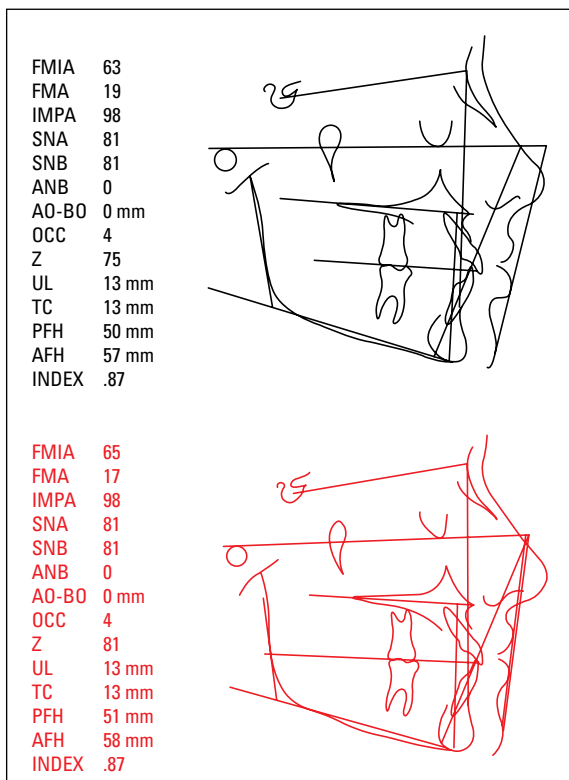 FMIA 63
FMA 19
IMPA 98
SNA 81
SNB 81
ANB 0
AO-BO 0 mm
OCC 4
Z 75
UL 13 mm
TC 13 mm
PFH 50 mm
AFH 57 mm
INDEX .87
FMIA 65
FMA 17
IMPA 98
SNA 81
SNB 81
ANB 0
AO-BO 0 mm
OCC 4
Z 81
UL 13 mm
TC 13 mm
PFH 51 mm
AFH 58 mm
INDEX .87